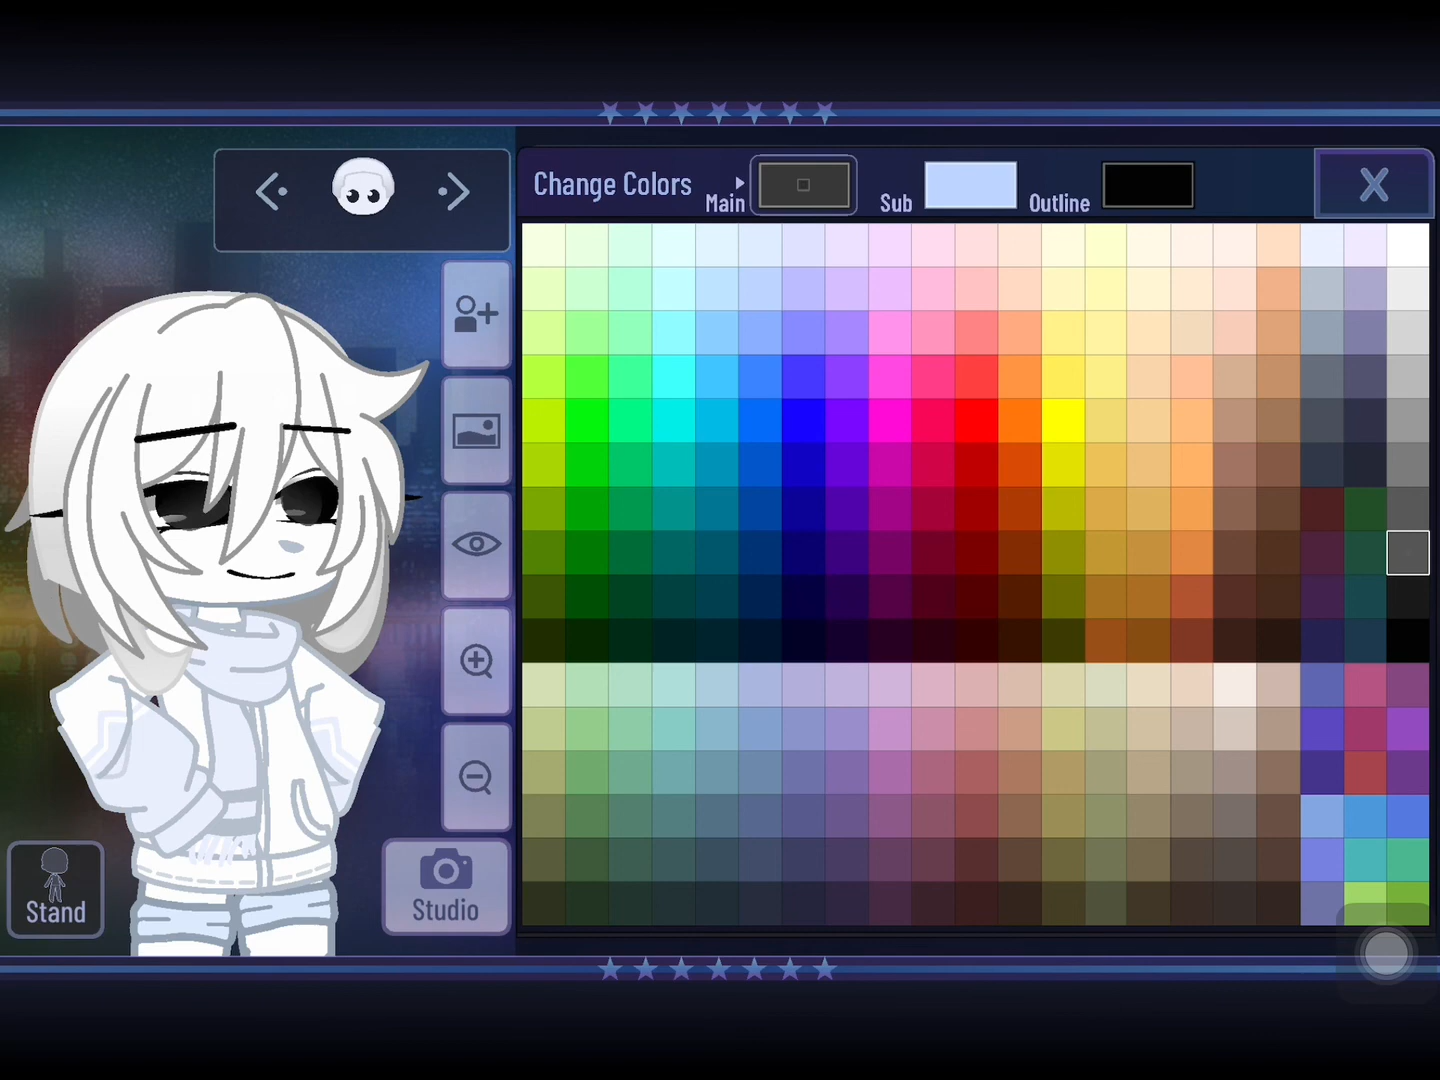 Change Colors
Main
Sub
Outline
X
Stand
Studio